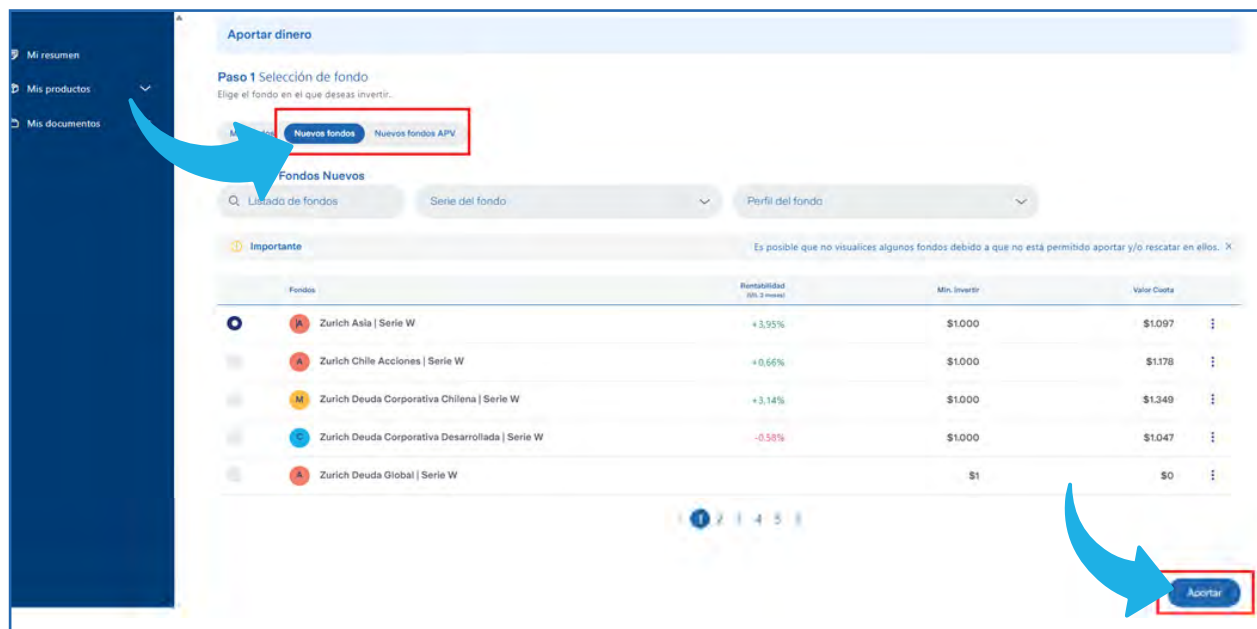 Aportar dinero
Mi resumen
Paso 1 Selección de fondo
Mis productos
Elige el fondo en el que deseas invertir.
Mis documentos
Nuevos fondos Nuevos fondos APV
Fondos Nuevos
Listado de fondos Serie del fondo Perfil del fondo
Importante Es posible que no visualices algunos fondos debido a que no está permitido aportar y/o rescatar en ellos. X
Fondos Rentabilidad Min. Invertir Valor Cuota
(Últ. 3 meses)
A Zurich Asia | Serie W +3,95% $1.000 $1.097
A Zurich Chile Acciones | Serie W +0,66% $1.000 $1.178
M Zurich Deuda Corporativa Chilena | Serie W +3,14% $1.000 $1.349
C Zurich Deuda Corporativa Desarrollada | Serie W -0.58% $1.000 $1.047
A Zurich Deuda Global | Serie W $1 $0
1 2 4 5
Aportar